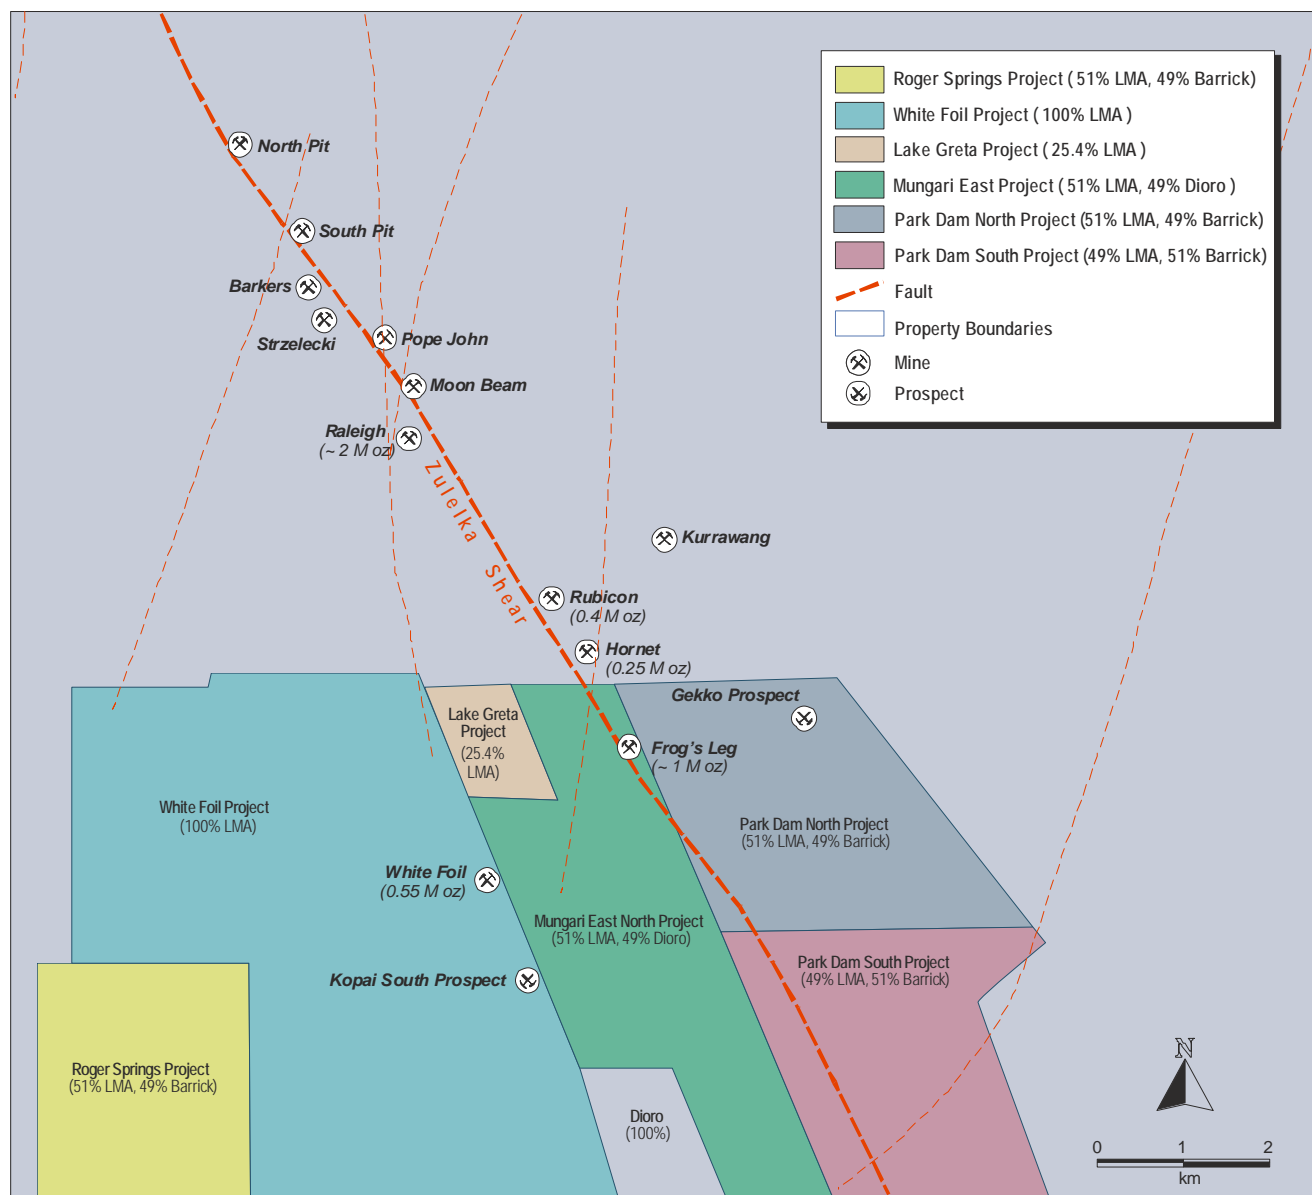 Roger Springs Project ( 51% LMA, 49% Barrick)
White Foil Project ( 100% LMA )
Lake Greta Project ( 25.4% LMA )
Mungari East Project ( 51% LMA, 49% Dioro )
Park Dam North Project (51% LMA, 49% Barrick)
Park Dam South Project (49% LMA, 51% Barrick)
Fault
Property Boundaries
Mine
Prospect
North Pit
South Pit
Barkers
Strzelecki
Pope John
Moon Beam
Raleigh
(~ 2 M oz)
Zulelka Shear
Kurrawang
Rubicon
(0.4 M oz)
Hornet
(0.25 M oz)
Gekko Prospect
Lake Greta
Project
(25.4%
LMA)
Frog's Leg
(~ 1 M oz)
White Foil Project
(100% LMA)
Park Dam North Project
(51% LMA, 49% Barrick)
White Foil
(0.55 M oz)
Mungari East North Project
(51% LMA, 49% Dioro)
Park Dam South Project
(49% LMA, 51% Barrick)
Kopai South Prospect
Roger Springs Project
(51% LMA, 49% Barrick)
Dioro
(100%)
N
0 1 2
km